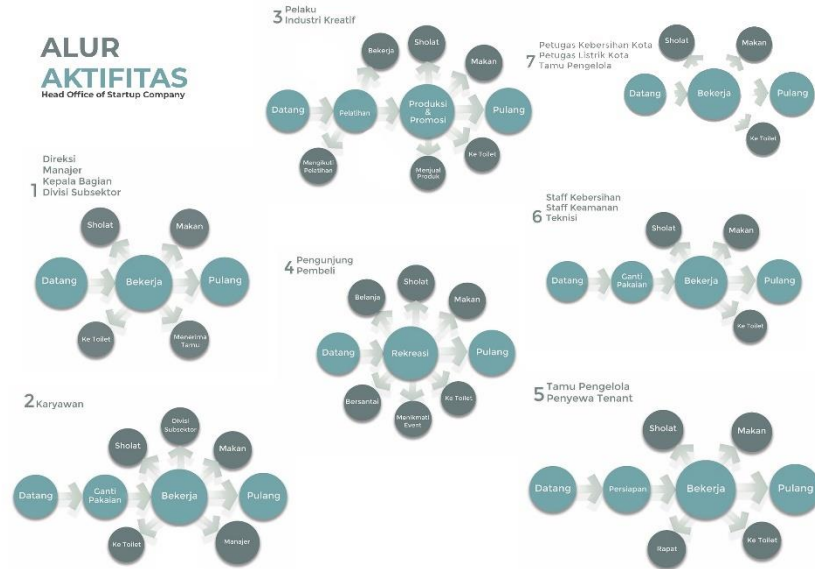 ALUR
AKTIFITAS
Head Office of Startup Company
1
Direksi
Manajer
Kepala Bagian
Divisi Subsektor
Sholat
Makan
Datang
Bekerja
Pulang
Ke Toilet
Menerima
Tamu
2 Karyawan
Divisi
Subsektor
Sholat
Makan
Datang
Ganti
Pakaian
Bekerja
Pulang
Ke Toilet
Manajer
3 Pelaku
Industri Kreatif
Bekerja
Sholat
Makan
Datang
Pelatihan
Produksi
&
Promosi
Pulang
Mengikuti
Pelatihan
Menjual
Produk
Ke Toilet
4 Pengunjung
Pembeli
Belanja
Sholat
Makan
Datang
Rekreasi
Pulang
Bersantai
Menikmati
Event
Ke Toilet
7 Petugas Kebersihan Kota
Petugas Listrik Kota
Tamu Pengelola
Sholat
Makan
Datang
Bekerja
Pulang
Ke Toilet
6 Staff Kebersihan
Staff Keamanan
Teknisi
Sholat
Makan
Datang
Ganti
Pakaian
Bekerja
Pulang
Ke Toilet
5 Tamu Pengelola
Penyewa Tenant
Sholat
Makan
Datang
Persiapan
Bekerja
Pulang
Rapat
Ke Toilet